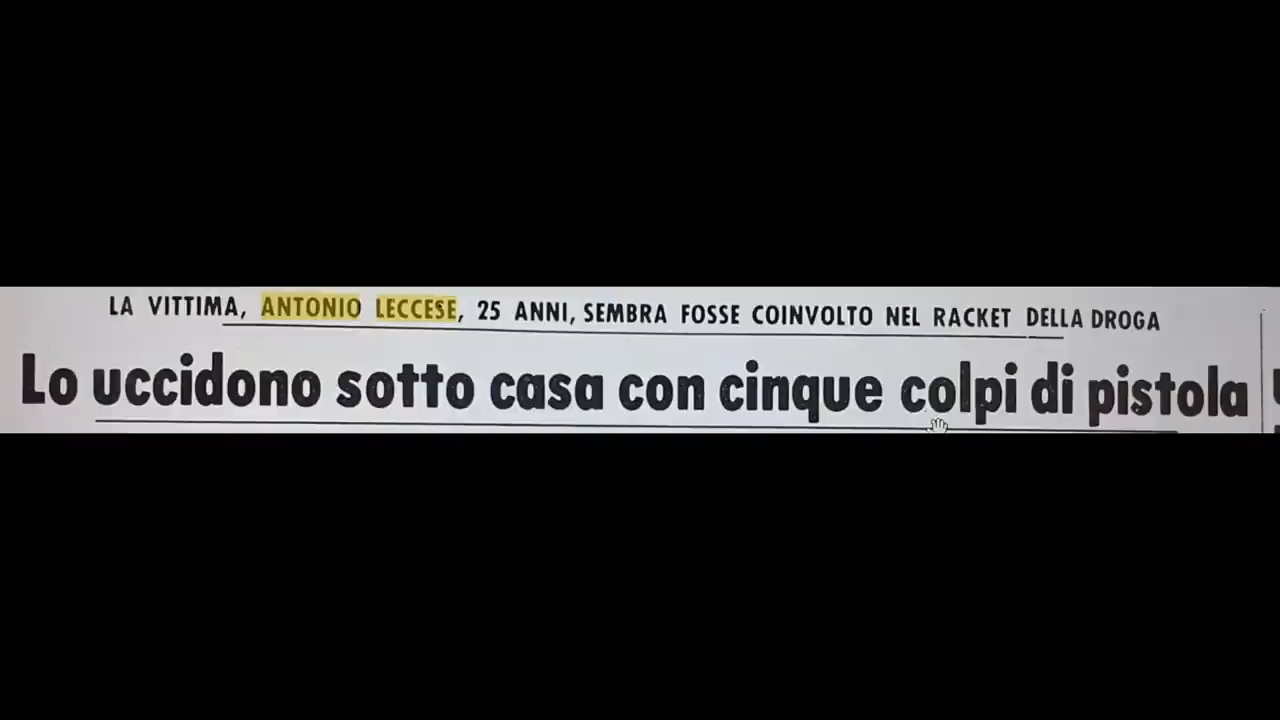 LA VITTIMA, ANTONIO LECCESE, 25 ANNI, SEMBRA FOSSE COINVOLTO NEL RACKET DELLA DROGA
Lo uccidono sotto casa con cinque colpi di pistola